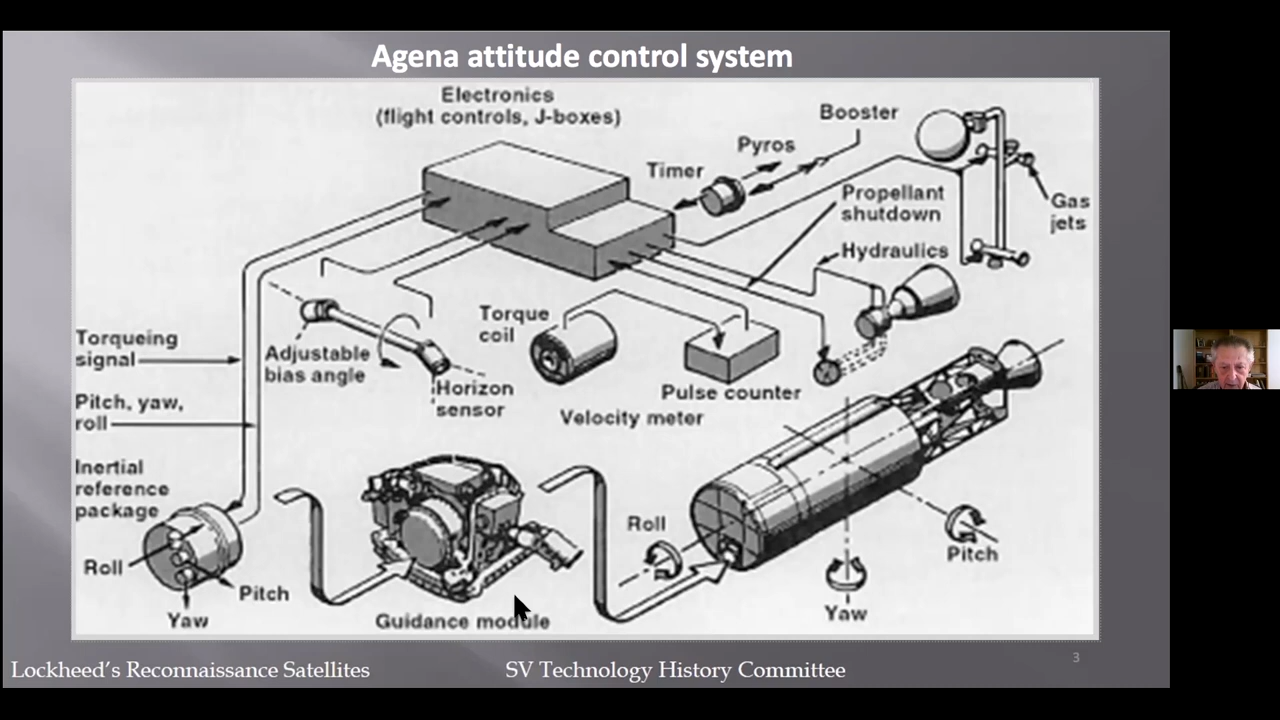 Agena attitude control system
Electronics
(flight controls, J-boxes)
Booster
Pyros
Timer
Propellant
shutdown
Gas
jets
Hydraulics
Torque
coil
Torqueing
signal
Adjustable
bias angle
Horizon
sensor
Pulse counter
Velocity meter
Pitch, yaw,
roll
Inertial
reference
package
Roll
Pitch
Yaw
Guidance module
Roll
Pitch
Yaw
3
Lockheed's Reconnaissance Satellites
SV Technology History Committee